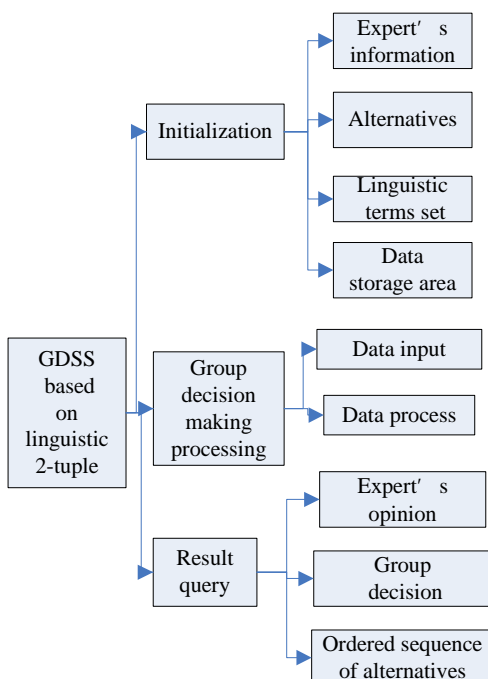 Expert's
information
Initialization
Alternatives
Linguistic
terms set
Data
storage area
GDSS
based
on
linguistic
2-tuple
Group
decision
making
processing
Data input
Data process
Result
query
Expert's
opinion
Group
decision
Ordered sequence
of alternatives